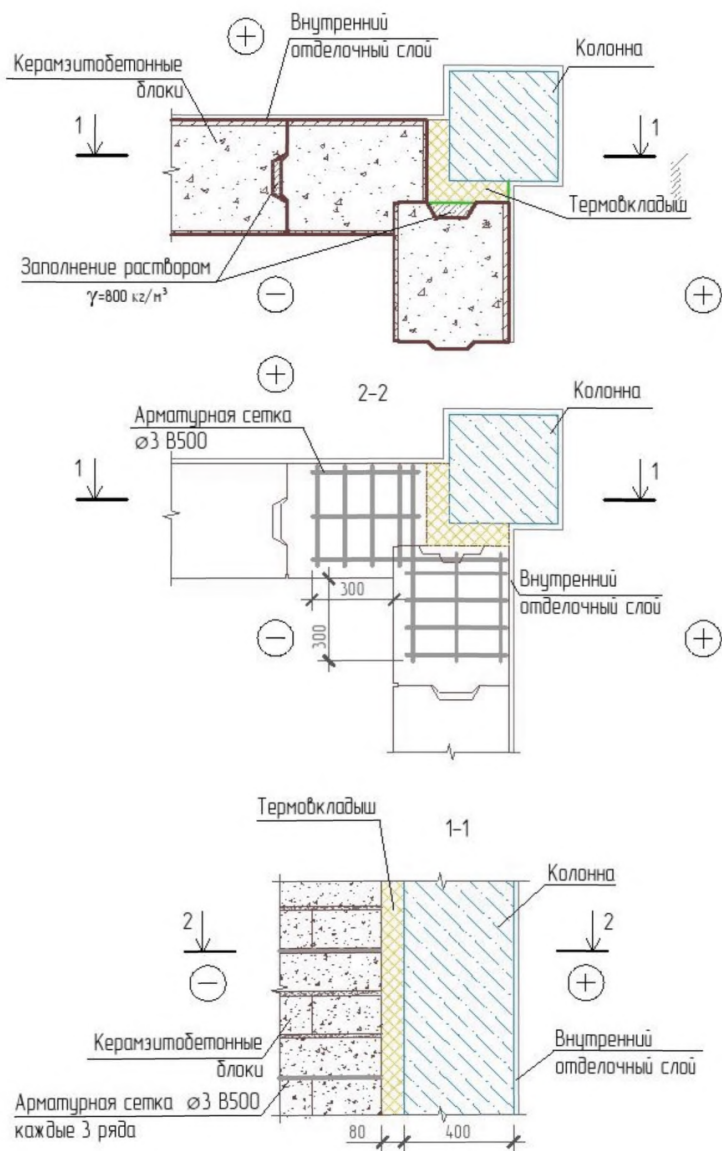 Внутренний
отделочный слой
Колонна
Керамзитобетонные
блоки
1
1
Термовкладыш
Заполнение раствором
γ=800 кг/м³
2-2
Арматурная сетка
⌀3 В500
Колонна
1
1
300
300
Внутренний
отделочный слой
Термовкладыш
1-1
Колонна
2
2
Керамзитобетонные
блоки
Внутренний
отделочный слой
Арматурная сетка ⌀3 В500
каждые 3 ряда
80
400